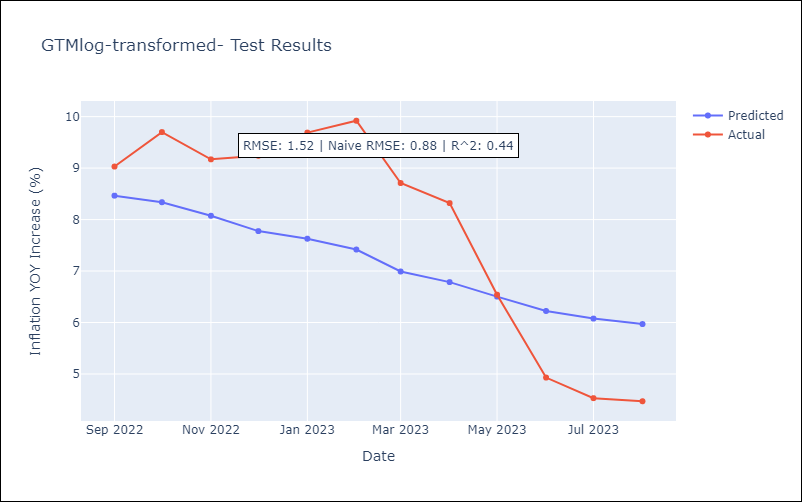 GTMlog-transformed- Test Results
Predicted
Actual
RMSE: 1.52 | Naive RMSE: 0.88 | R^2: 0.44
Inflation YOY Increase (%)
10
9
8
7
6
5
Sep 2022
Nov 2022
Jan 2023
Mar 2023
May 2023
Jul 2023
Date